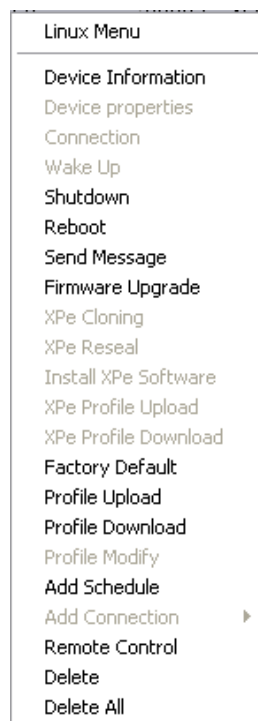 Linux Menu
Device Information
Device properties
Connection
Wake Up
Shutdown
Reboot
Send Message
Firmware Upgrade
XPe Cloning
XPe Reseal
Install XPe Software
XPe Profile Upload
XPe Profile Download
Factory Default
Profile Upload
Profile Download
Profile Modify
Add Schedule
Add Connection
Remote Control
Delete
Delete All